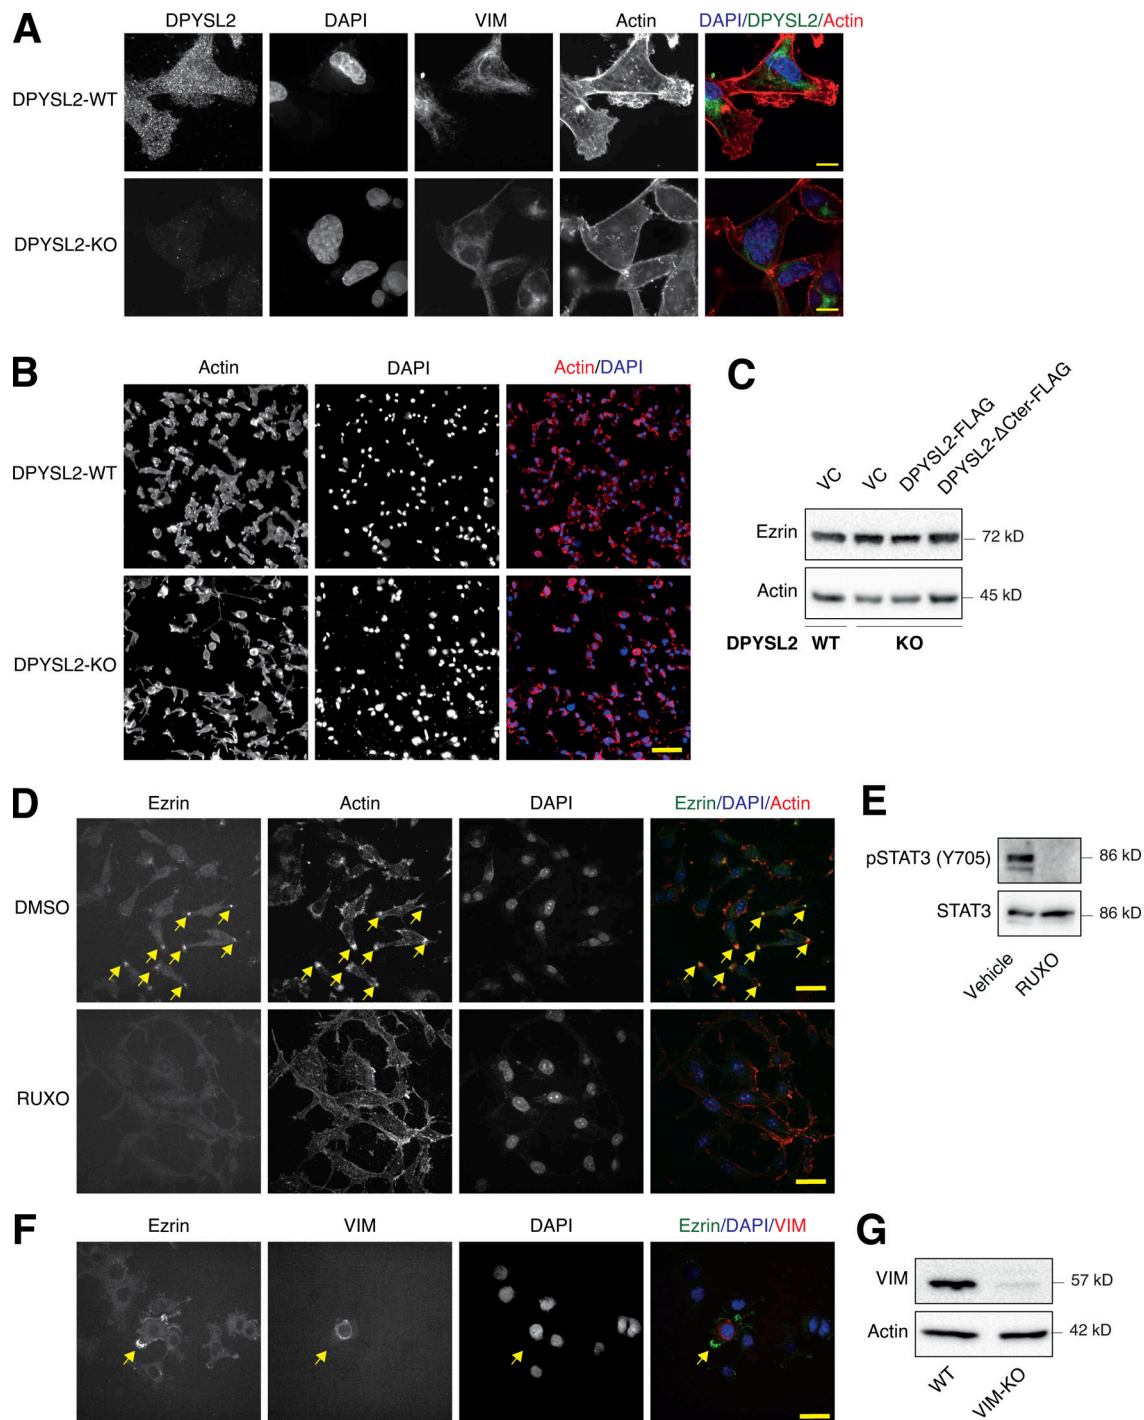 A
DPYSL2 DAPI VIM Actin DAPI/DPYSL2/Actin
DPYSL2-WT
DPYSL2-KO
B
Actin DAPI Actin/DAPI
DPYSL2-WT
DPYSL2-KO
C
VC VC DPYSL2-FLAG DPYSL2-ΔCter-FLAG
Ezrin 72 kD
Actin 45 kD
DPYSL2 WT KO
D
Ezrin Actin DAPI Ezrin/DAPI/Actin
DMSO
RUXO
E
pSTAT3 (Y705) 86 kD
STAT3 86 kD
Vehicle RUXO
F
Ezrin VIM DAPI Ezrin/DAPI/VIM
G
VIM 57 kD
Actin 42 kD
WT VIM-KO